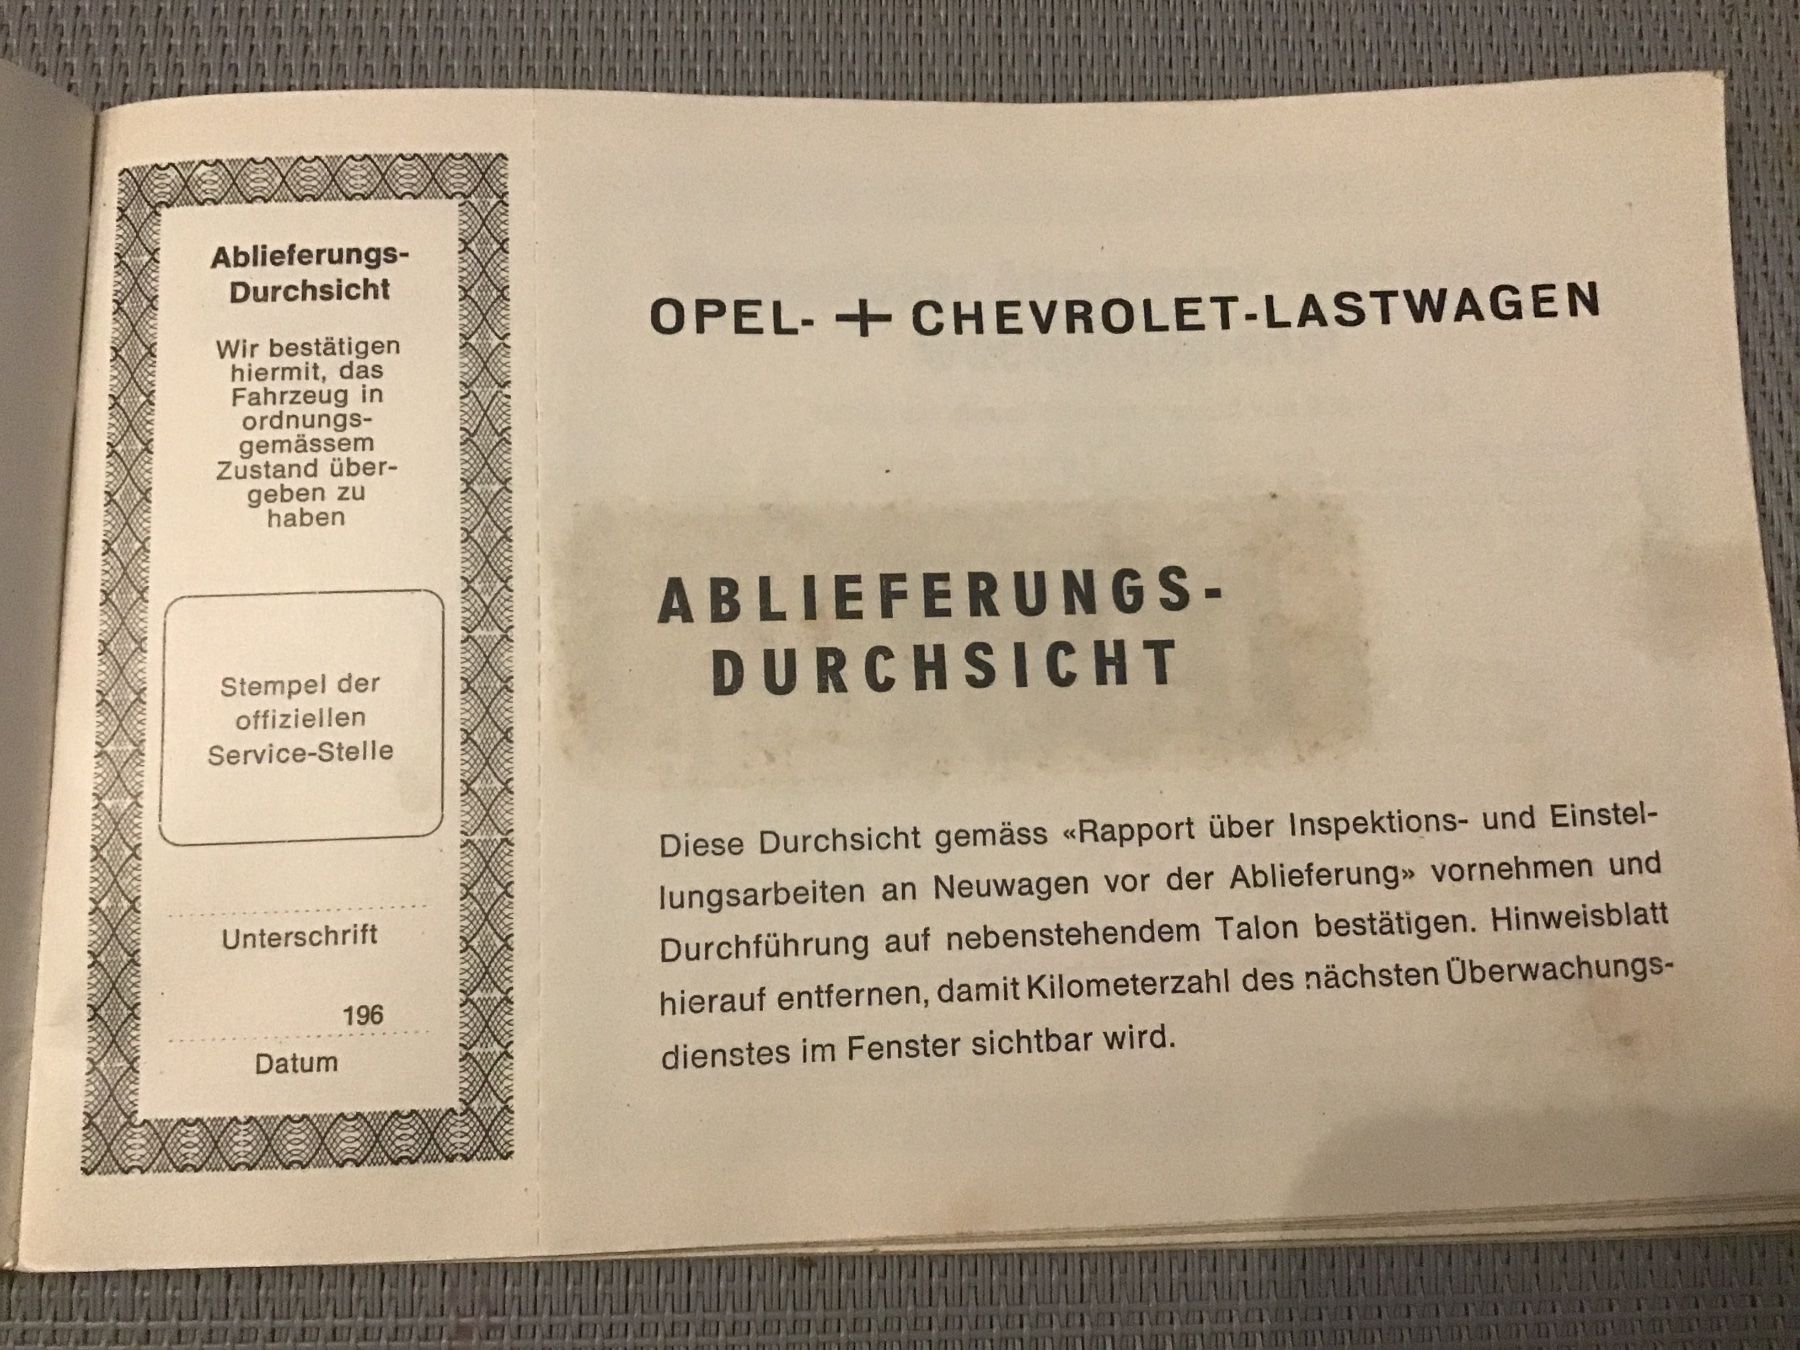 Ablieferungs-
Durchsicht
Wir bestätigen
hiermit, das
Fahrzeug in
ordnungs-
gemässem
Zustand über-
geben zu
haben
Stempel der
offiziellen
Service-Stelle
Unterschrift
196
Datum
OPEL- + CHEVROLET-LASTWAGEN
ABLIEFERUNGS-
DURCHSICHT
Diese Durchsicht gemäss «Rapport über Inspektions- und Einstel-
lungsarbeiten an Neuwagen vor der Ablieferung» vornehmen und
Durchführung auf nebenstehendem Talon bestätigen. Hinweisblatt
hierauf entfernen, damit Kilometerzahl des nächsten Überwachungs-
dienstes im Fenster sichtbar wird.